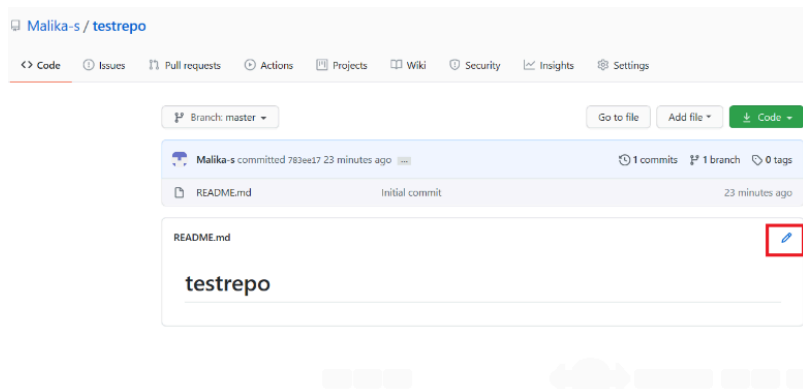 Malika-s / testrepo
<> Code Issues Pull requests Actions Projects Wiki Security Insights Settings
Branch: master Go to file Add file Code
Malika-s committed 783ee17 23 minutes ago ... 1 commits 1 branch 0 tags
README.md Initial commit 23 minutes ago
README.md
testrepo